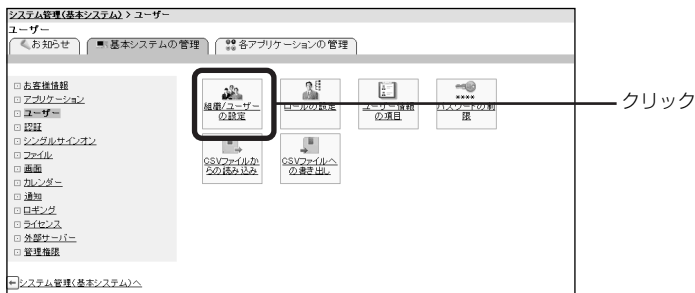 システム管理(基本システム) > ユーザー
ユーザー
お知らせ 基本システムの管理 各アプリケーションの管理
お客様情報
アプリケーション
ユーザー
認証
シングルサインオン
ファイル
画面
カレンダー
通知
ロギング
ライセンス
外部サーバー
管理権限
組織/ユーザー
の設定
ロールの設定
ユーザー情報
の項目
パスワードの制
限
クリック
CSVファイルか
らの読み込み
CSVファイルへ
の書き出し
システム管理(基本システム)へ